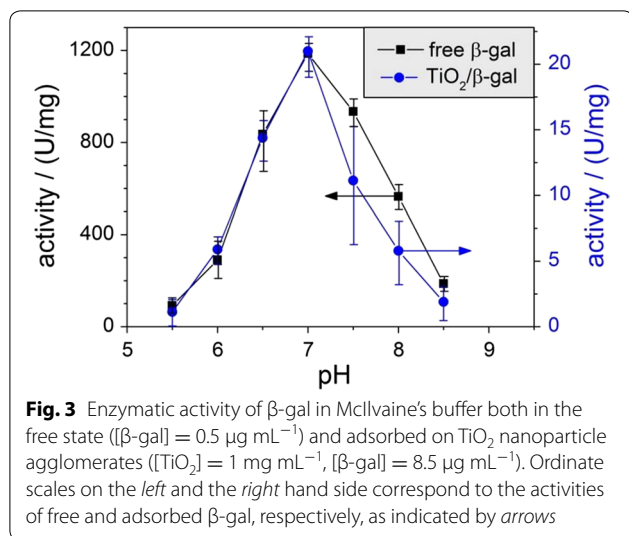 free β-gal
TiO₂/β-gal
activity / (U/mg)
1200
800
400
0
20
15
10
5
0
activity / (U/mg)
5 6 7 8 9
pH
Fig. 3 Enzymatic activity of β-gal in McIlvaine's buffer both in the
free state ([β-gal] = 0.5 µg mL⁻¹) and adsorbed on TiO₂ nanoparticle
agglomerates ([TiO₂] = 1 mg mL⁻¹, [β-gal] = 8.5 µg mL⁻¹). Ordinate
scales on the left and the right hand side correspond to the activities
of free and adsorbed β-gal, respectively, as indicated by arrows